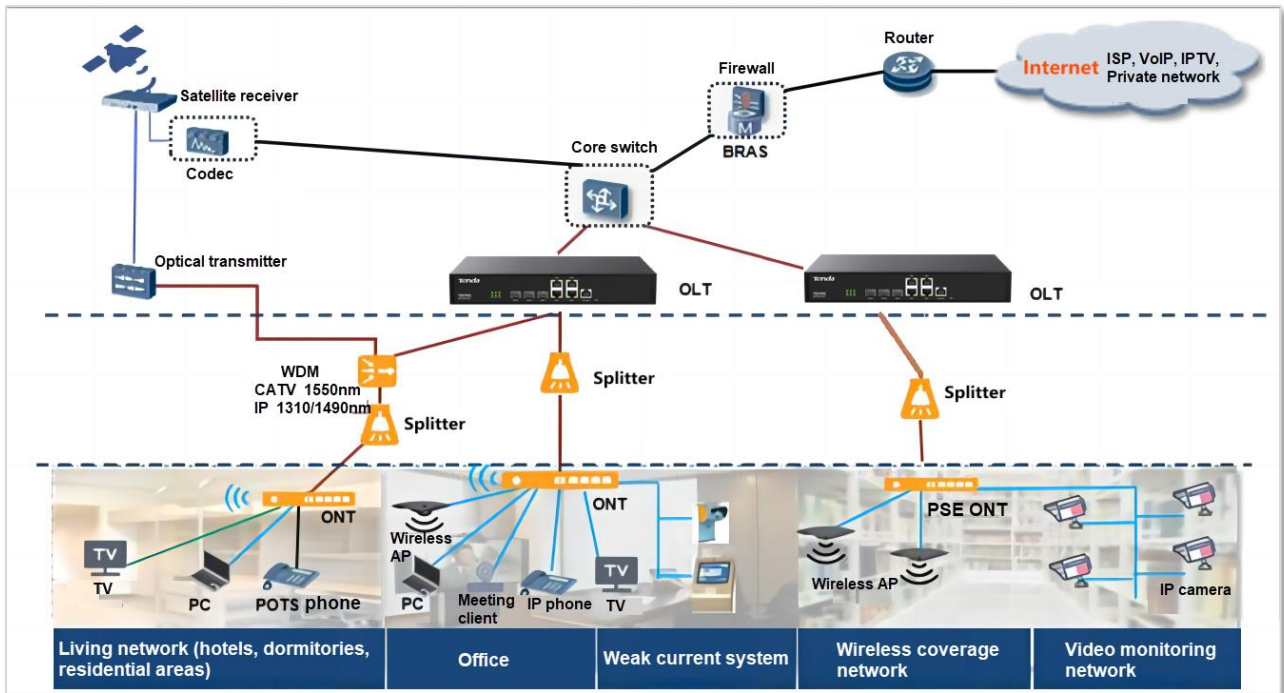 Router
Internet
ISP, VoIP, IPTV,
Private network
Firewall
M
BRAS
Satellite receiver
Codec
Core switch
Optical transmitter
Tenda
OLT
Tenda
OLT
WDM
CATV 1550nm
IP 1310/1490nm
Splitter
Splitter
Splitter
ONT
TV
TV
PC
POTS phone
ONT
Wireless
AP
PC
Meeting
client
IP phone
TV
TV
PSE ONT
Wireless AP
IP camera
Living network (hotels, dormitories,
residential areas)
Office
Weak current system
Wireless coverage
network
Video monitoring
network